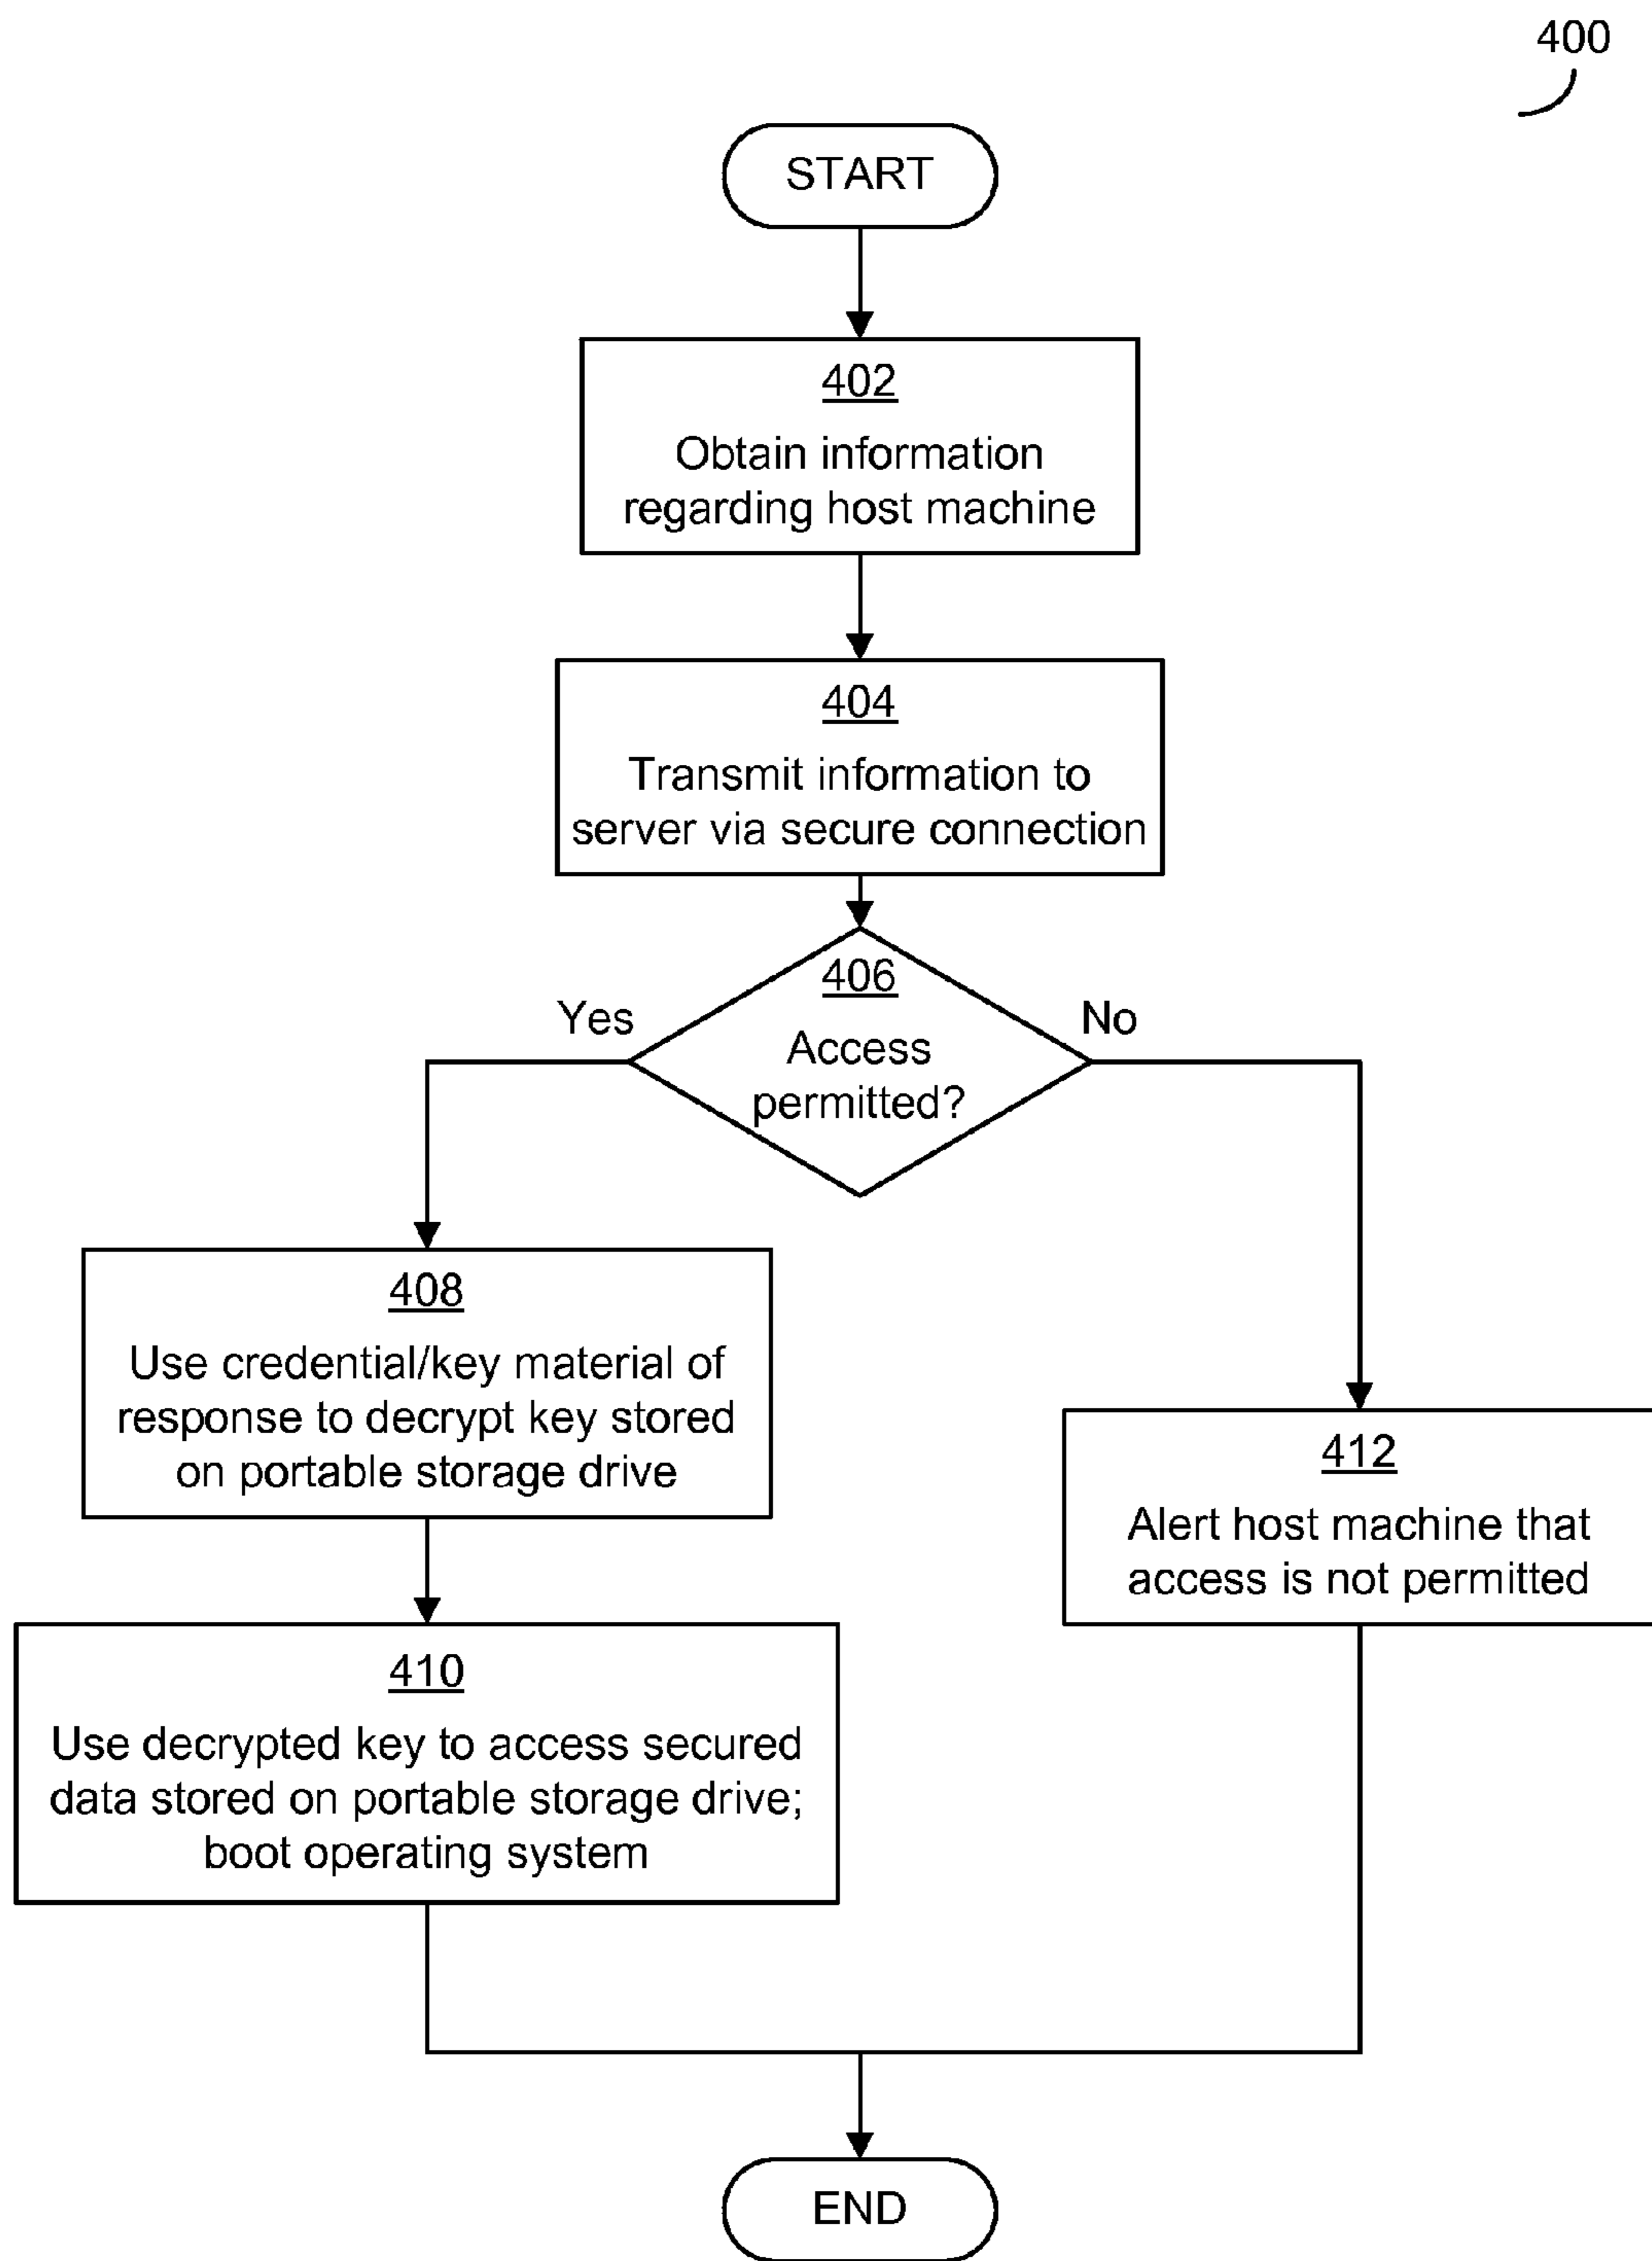 400
START
402
Obtain information
regarding host machine
404
Transmit information to
server via secure connection
406
Access
permitted?
Yes
No
408
Use credential/key material of
response to decrypt key stored
on portable storage drive
412
Alert host machine that
access is not permitted
410
Use decrypted key to access secured
data stored on portable storage drive;
boot operating system
END